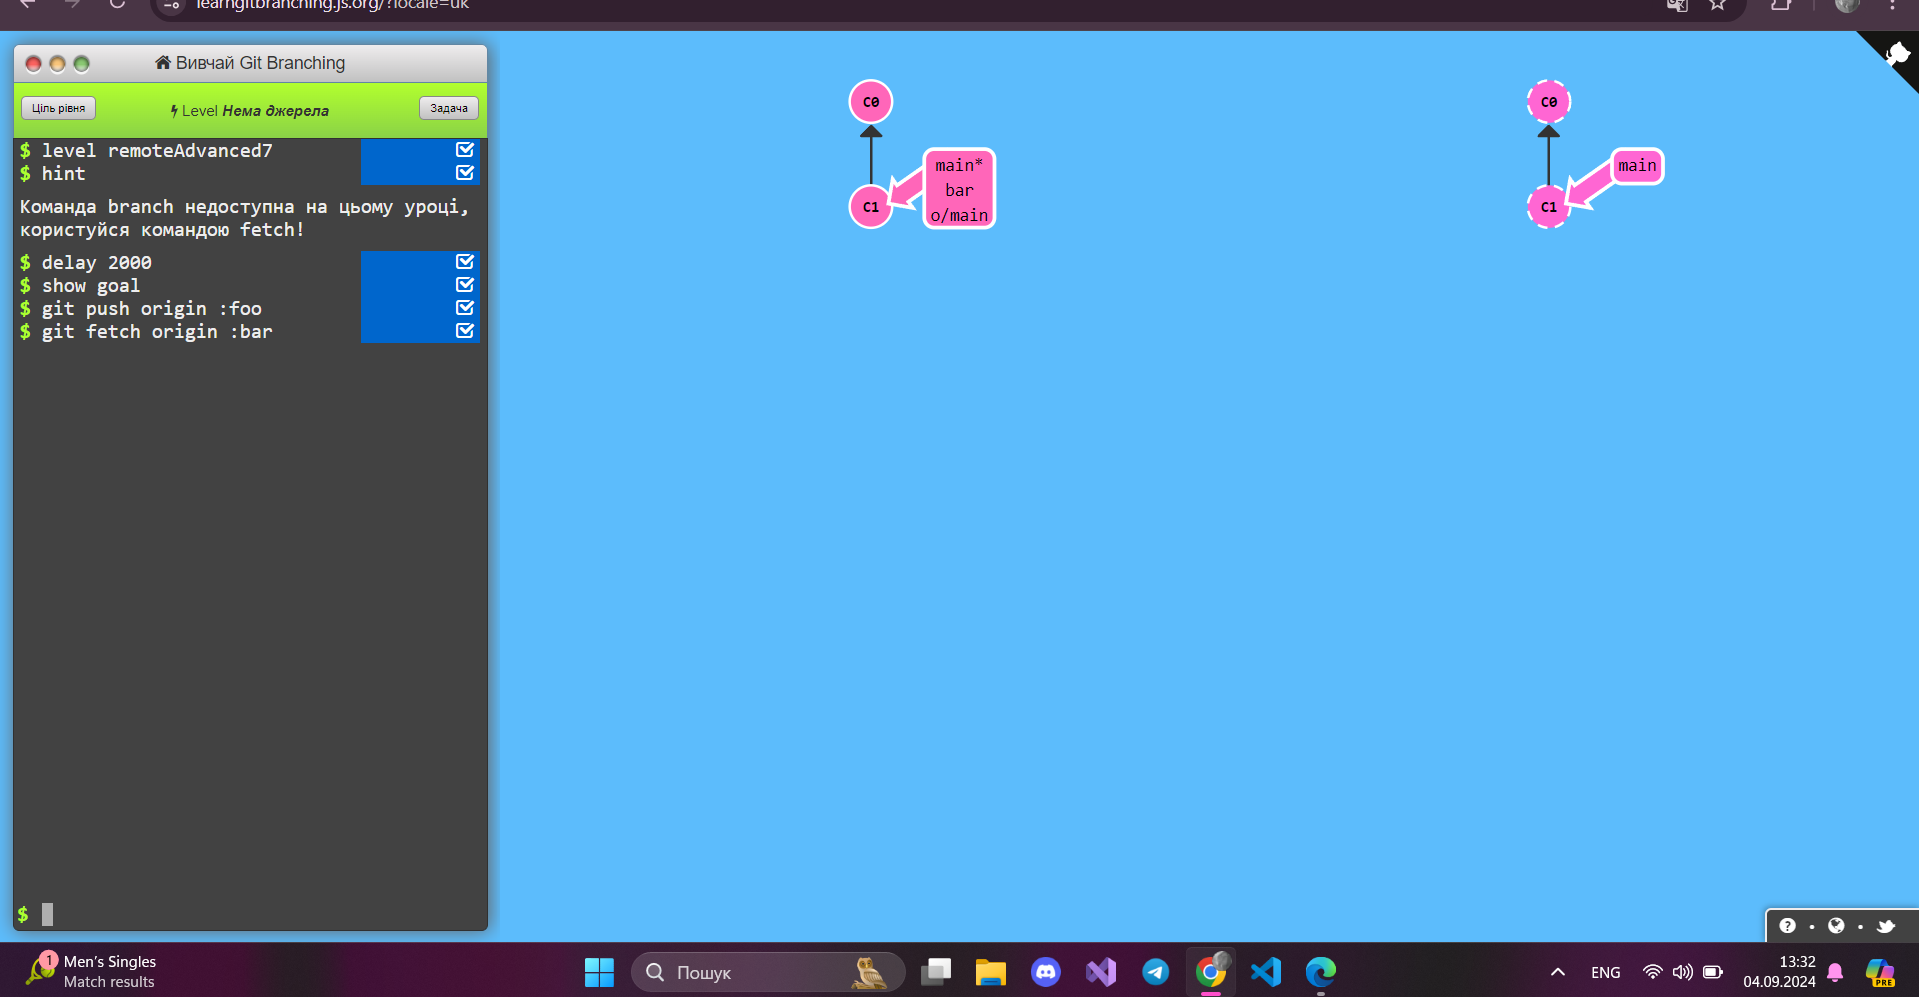 learngitbranching.js.org/?locale=uk
Вивчай Git Branching
Ціль рівня
Level Нема джерела
Задача
$ level remoteAdvanced7
$ hint
Команда branch недоступна на цьому уроці,
користуйся командою fetch!
$ delay 2000
$ show goal
$ git push origin :foo
$ git fetch origin :bar
$
C0
C1
main*
bar
o/main
C0
C1
main
1
Men's Singles
Match results
Пошук
ENG
13:32
04.09.2024
PRE